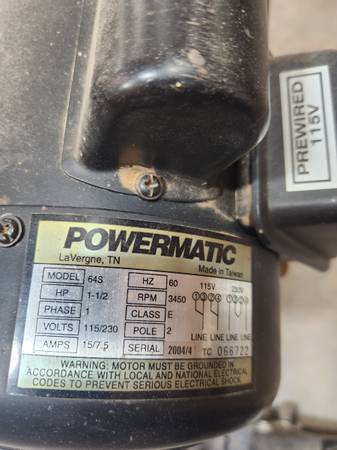 PREWIRED
115V
POWERMATIC
LaVergne, TN
Made in Taiwan
MODEL 64S HZ 60 115V 230V
HP 1-1/2 RPM 3450
PHASE 1 CLASS E
VOLTS 115/230 POLE 2 LINE LINE LINE LINE
AMPS 15/7.5 SERIAL 2004/4 TC 066722
WARNING: MOTOR MUST BE GROUNDED IN
ACCORDANCE WITH LOCAL AND NATIONAL ELECTRICAL
CODES TO PREVENT SERIOUS ELECTRICAL SHOCK.